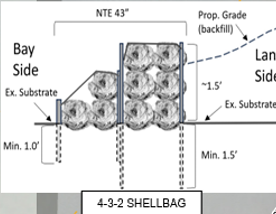 NTE 43"
Prop. Grade
(backfill)
Bay
Side
Lan
Side
Ex. Substrate
~1.5'
Ex. Substrate
Min. 1.0'
Min. 1.5'
4-3-2 SHELLBAG